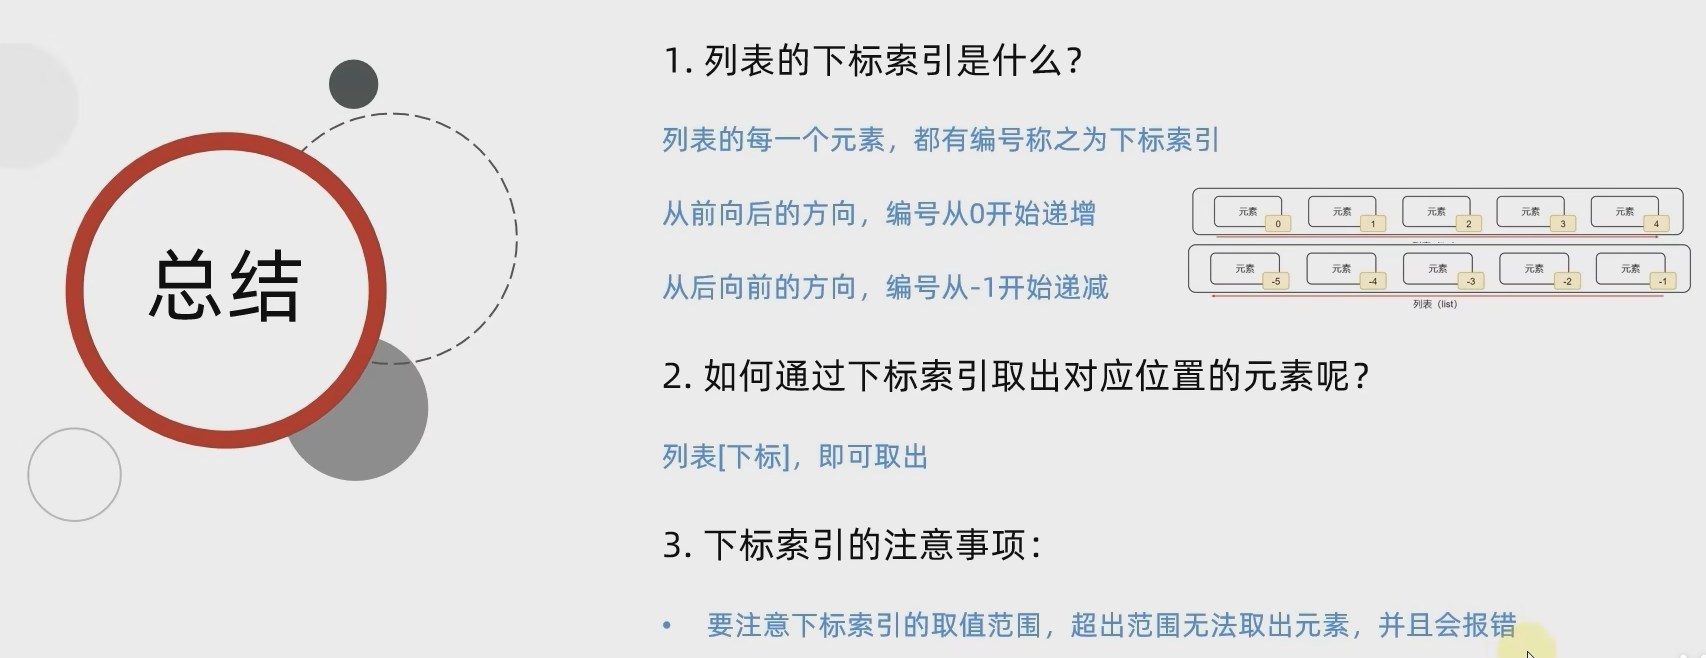 总结
1. 列表的下标索引是什么？
列表的每一个元素，都有编号称之为下标索引
从前向后的方向，编号从0开始递增
从后向前的方向，编号从-1开始递减
元素 元素 元素 元素 元素
0 1 2 3 4
元素 元素 元素 元素 元素
-5 -4 -3 -2 -1
列表（list）
2. 如何通过下标索引取出对应位置的元素呢？
列表[下标]，即可取出
3. 下标索引的注意事项：
• 要注意下标索引的取值范围，超出范围无法取出元素，并且会报错